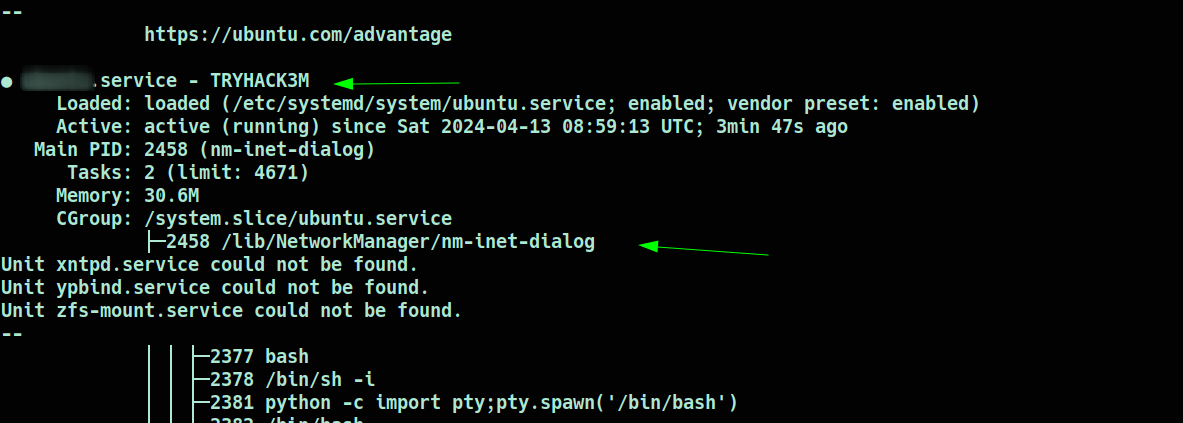 --
https://ubuntu.com/advantage
● .service - TRYHACK3M
Loaded: loaded (/etc/systemd/system/ubuntu.service; enabled; vendor preset: enabled)
Active: active (running) since Sat 2024-04-13 08:59:13 UTC; 3min 47s ago
Main PID: 2458 (nm-inet-dialog)
Tasks: 2 (limit: 4671)
Memory: 30.6M
CGroup: /system.slice/ubuntu.service
├─2458 /lib/NetworkManager/nm-inet-dialog
Unit xntpd.service could not be found.
Unit ypbind.service could not be found.
Unit zfs-mount.service could not be found.
--
│ │ ├─2377 bash
│ │ ├─2378 /bin/sh -i
│ │ ├─2381 python -c import pty;pty.spawn('/bin/bash')